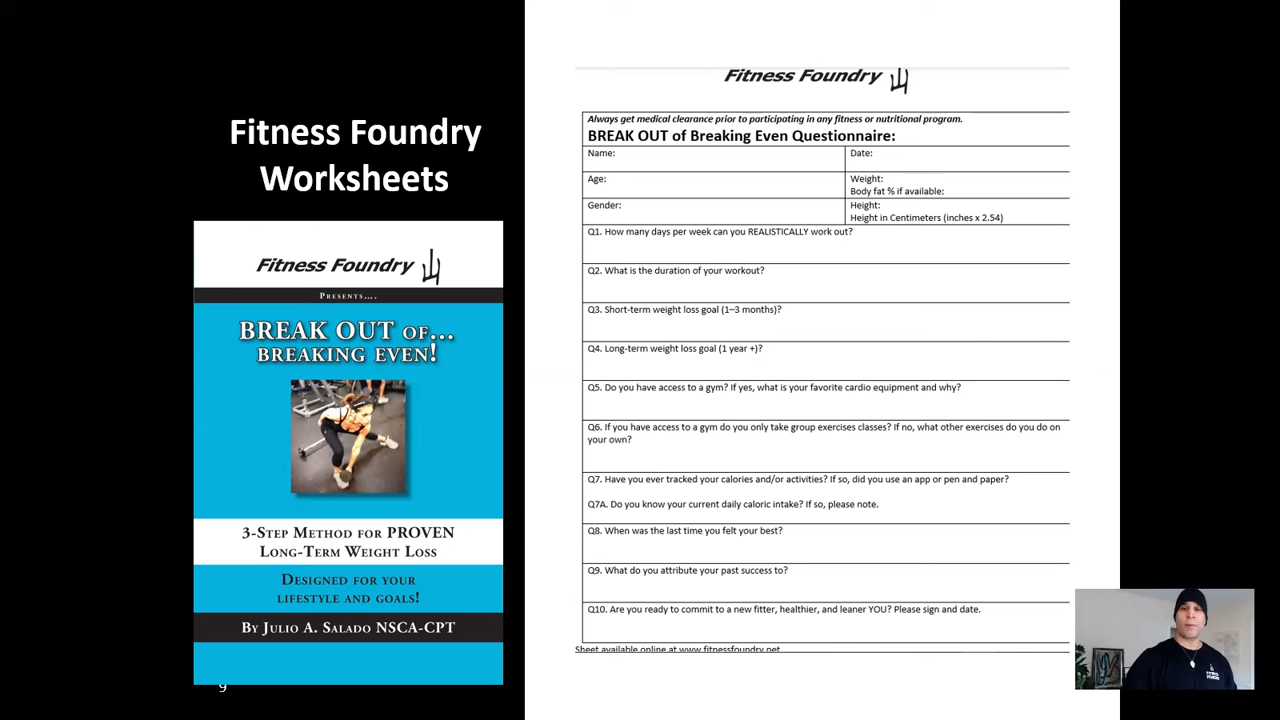 Fitness Foundry
Worksheets
Fitness Foundry
Presents....
BREAK OUT OF...
BREAKING EVEN!
3-Step Method for PROVEN
Long-Term Weight Loss
Designed for your
lifestyle and goals!
By Julio A. Salado NSCA-CPT
9
Fitness Foundry
Always get medical clearance prior to participating in any fitness or nutritional program.
BREAK OUT of Breaking Even Questionnaire:
Name:
Date:
Age:
Weight:
Body fat % if available:
Gender:
Height:
Height in Centimeters (inches x 2.54)
Q1. How many days per week can you REALISTICALLY work out?
Q2. What is the duration of your workout?
Q3. Short-term weight loss goal (1–3 months)?
Q4. Long-term weight loss goal (1 year +)?
Q5. Do you have access to a gym? If yes, what is your favorite cardio equipment and why?
Q6. If you have access to a gym do you only take group exercises classes? If no, what other exercises do you do on
your own?
Q7. Have you ever tracked your calories and/or activities? If so, did you use an app or pen and paper?
Q7A. Do you know your current daily caloric intake? If so, please note.
Q8. When was the last time you felt your best?
Q9. What do you attribute your past success to?
Q10. Are you ready to commit to a new fitter, healthier, and leaner YOU? Please sign and date.
Sheet available online at www.fitnessfoundry.net